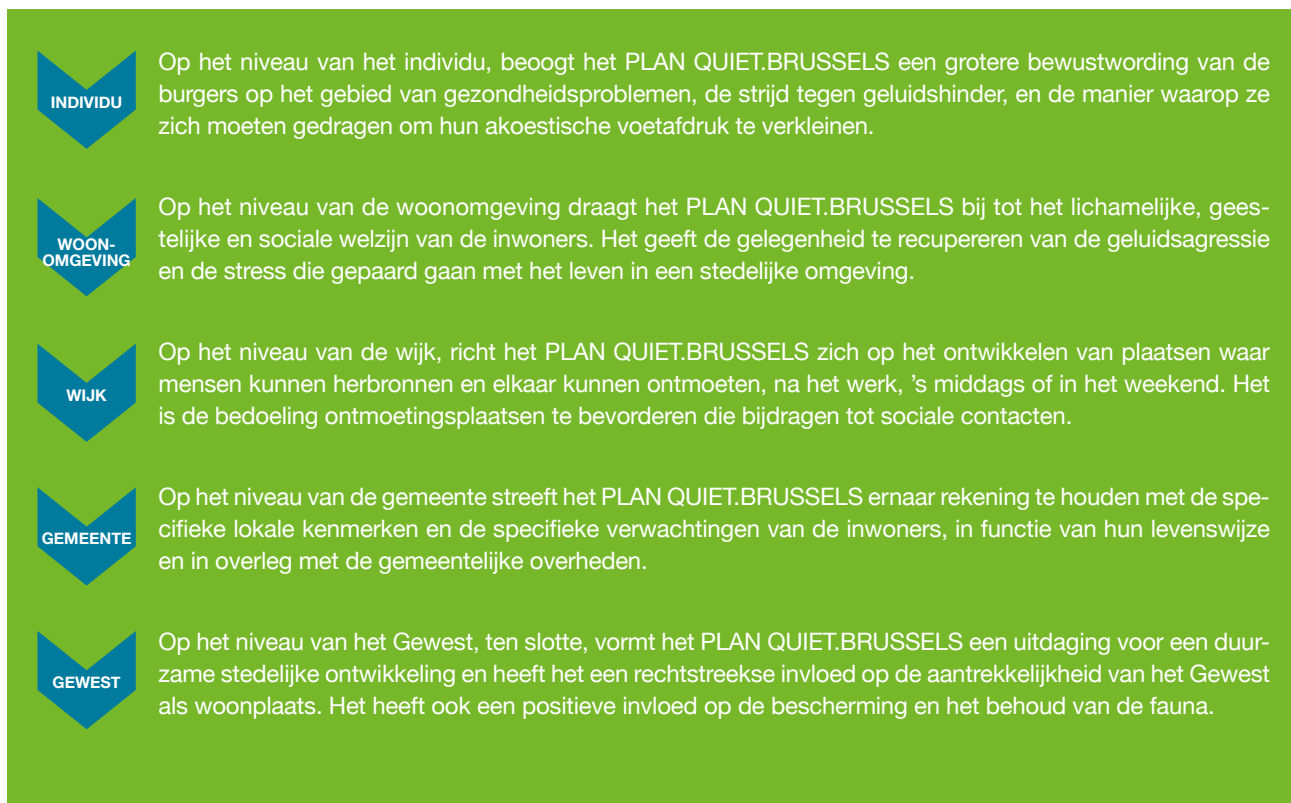 INDIVIDU
Op het niveau van het individu, beoogt het PLAN QUIET.BRUSSELS een grotere bewustwording van de
burgers op het gebied van gezondheidsproblemen, de strijd tegen geluidshinder, en de manier waarop ze
zich moeten gedragen om hun akoestische voetafdruk te verkleinen.
WOON-
OMGEVING
Op het niveau van de woonomgeving draagt het PLAN QUIET.BRUSSELS bij tot het lichamelijke, gees-
telijke en sociale welzijn van de inwoners. Het geeft de gelegenheid te recupereren van de geluidsagressie
en de stress die gepaard gaan met het leven in een stedelijke omgeving.
WIJK
Op het niveau van de wijk, richt het PLAN QUIET.BRUSSELS zich op het ontwikkelen van plaatsen waar
mensen kunnen herbronnen en elkaar kunnen ontmoeten, na het werk, 's middags of in het weekend. Het
is de bedoeling ontmoetingsplaatsen te bevorderen die bijdragen tot sociale contacten.
GEMEENTE
Op het niveau van de gemeente streeft het PLAN QUIET.BRUSSELS ernaar rekening te houden met de spe-
cifieke lokale kenmerken en de specifieke verwachtingen van de inwoners, in functie van hun levenswijze
en in overleg met de gemeentelijke overheden.
GEWEST
Op het niveau van het Gewest, ten slotte, vormt het PLAN QUIET.BRUSSELS een uitdaging voor een duur-
zame stedelijke ontwikkeling en heeft het een rechtstreekse invloed op de aantrekkelijkheid van het Gewest
als woonplaats. Het heeft ook een positieve invloed op de bescherming en het behoud van de fauna.